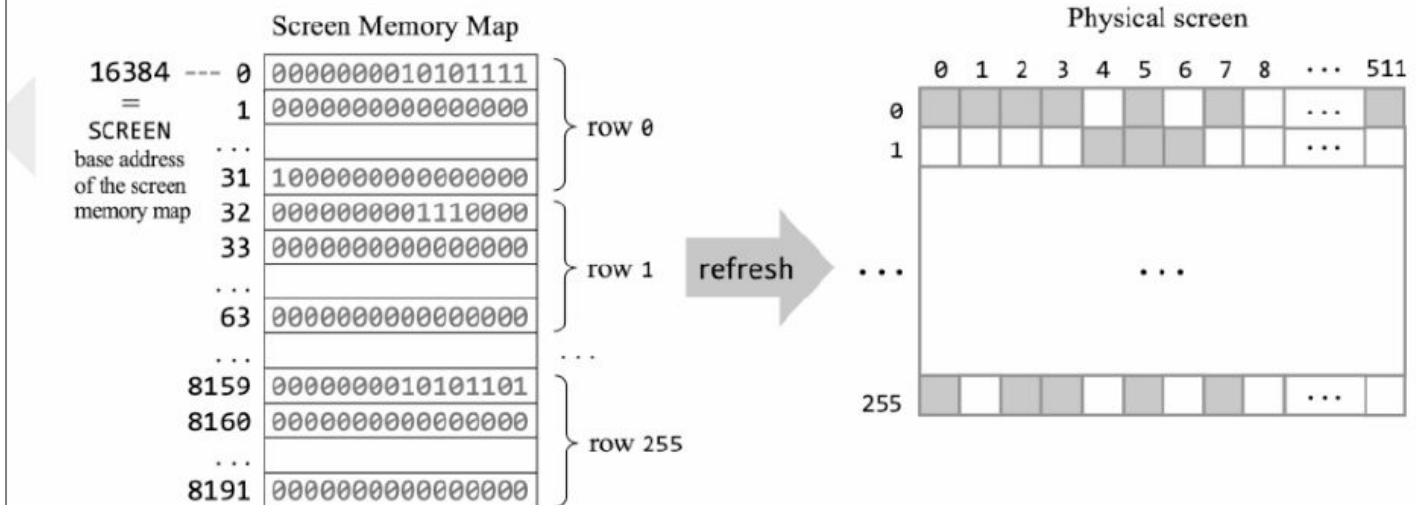 Screen Memory Map
16384 --- 0 0000000010101111
= 1 0000000000000000
SCREEN ...
base address
of the screen 31 1000000000000000
memory map
row 0
32 0000000001110000
33 0000000000000000
...
63 0000000000000000
row 1
... ...
8159 0000000010101101
8160 0000000000000000
...
8191 0000000000000000
row 255
refresh
Physical screen
0 1 2 3 4 5 6 7 8 ... 511
0 ...
1 ...
... ...
255 ...